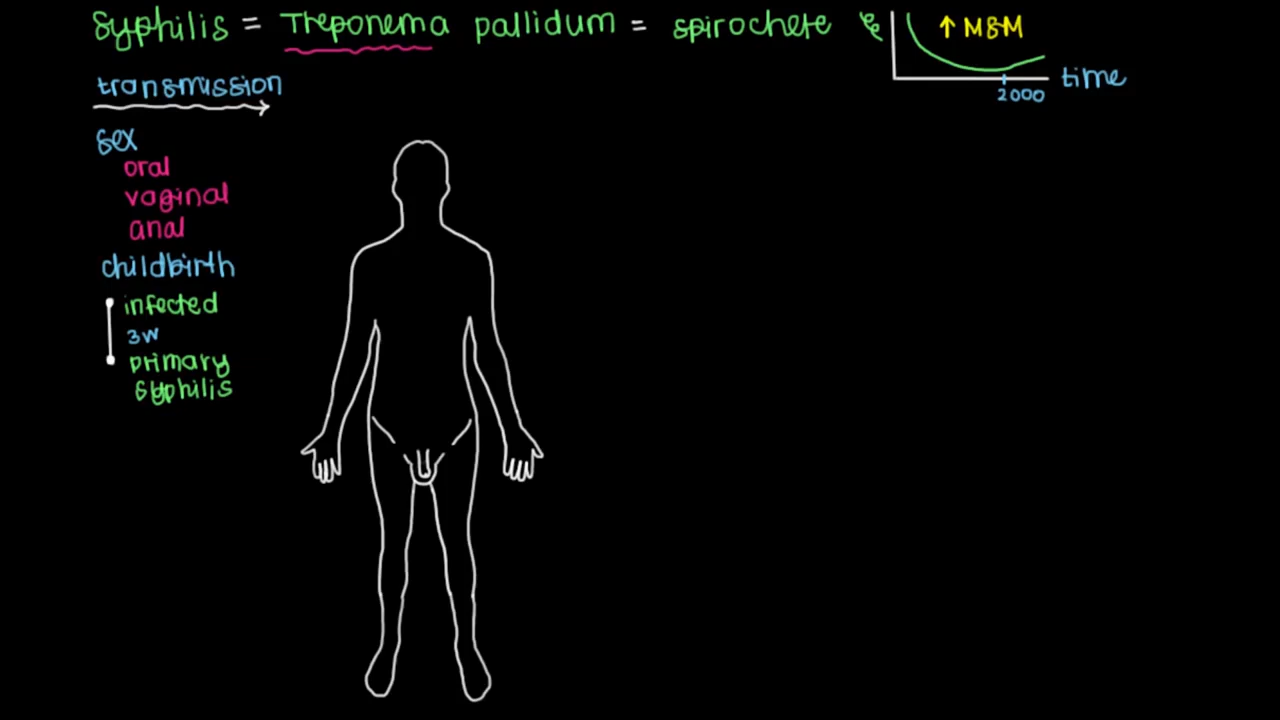 syphilis = Treponema pallidum = spirochete
↑ MSM
time
2000
transmission
sex
oral
vaginal
anal
childbirth
infected
3w
primary
syphilis